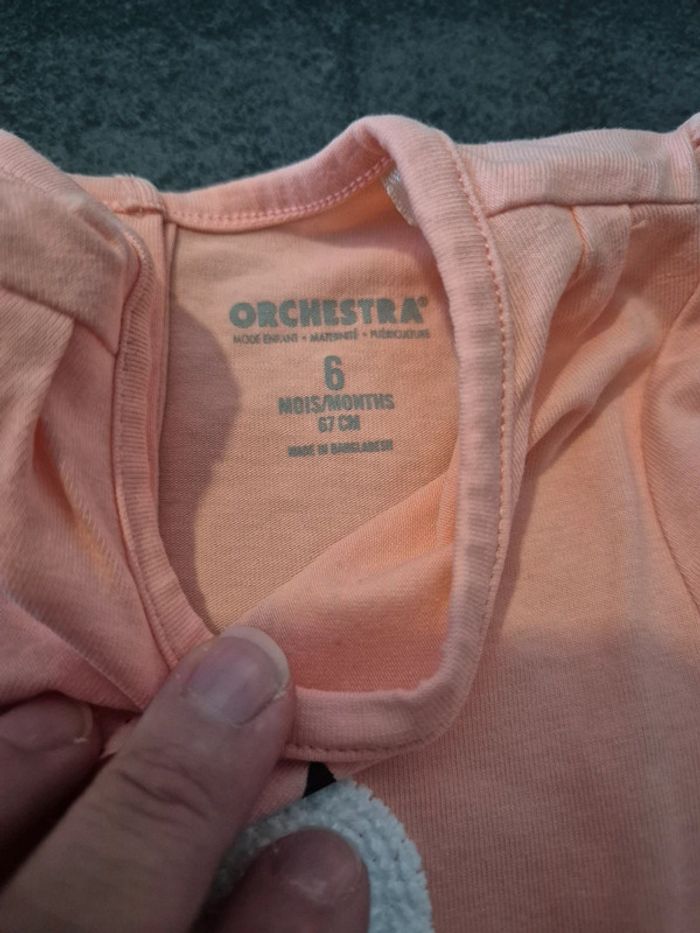 ORCHESTRA®
MODE ENFANT • MATERNITÉ • PUÉRICULTURE
6
MOIS/MONTHS
67 CM
MADE IN BANGLADESH